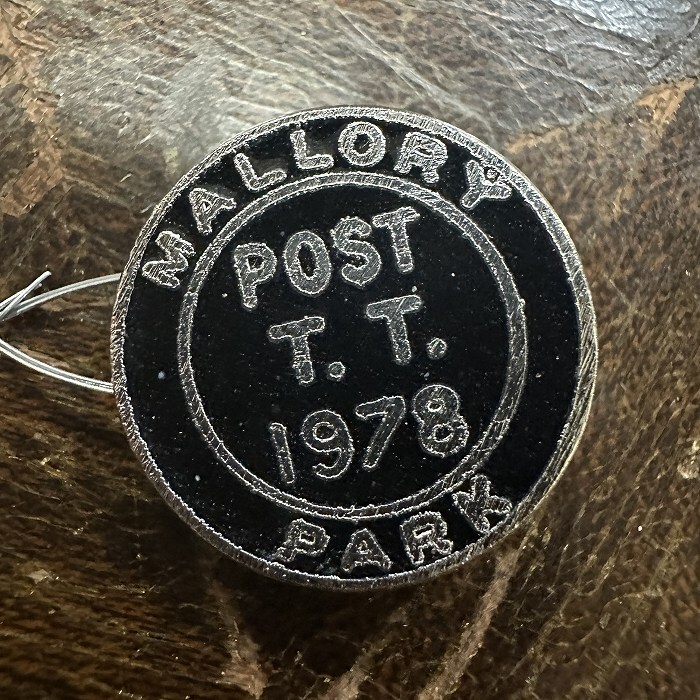 MALLORY
POST
T. T.
1978
PARK